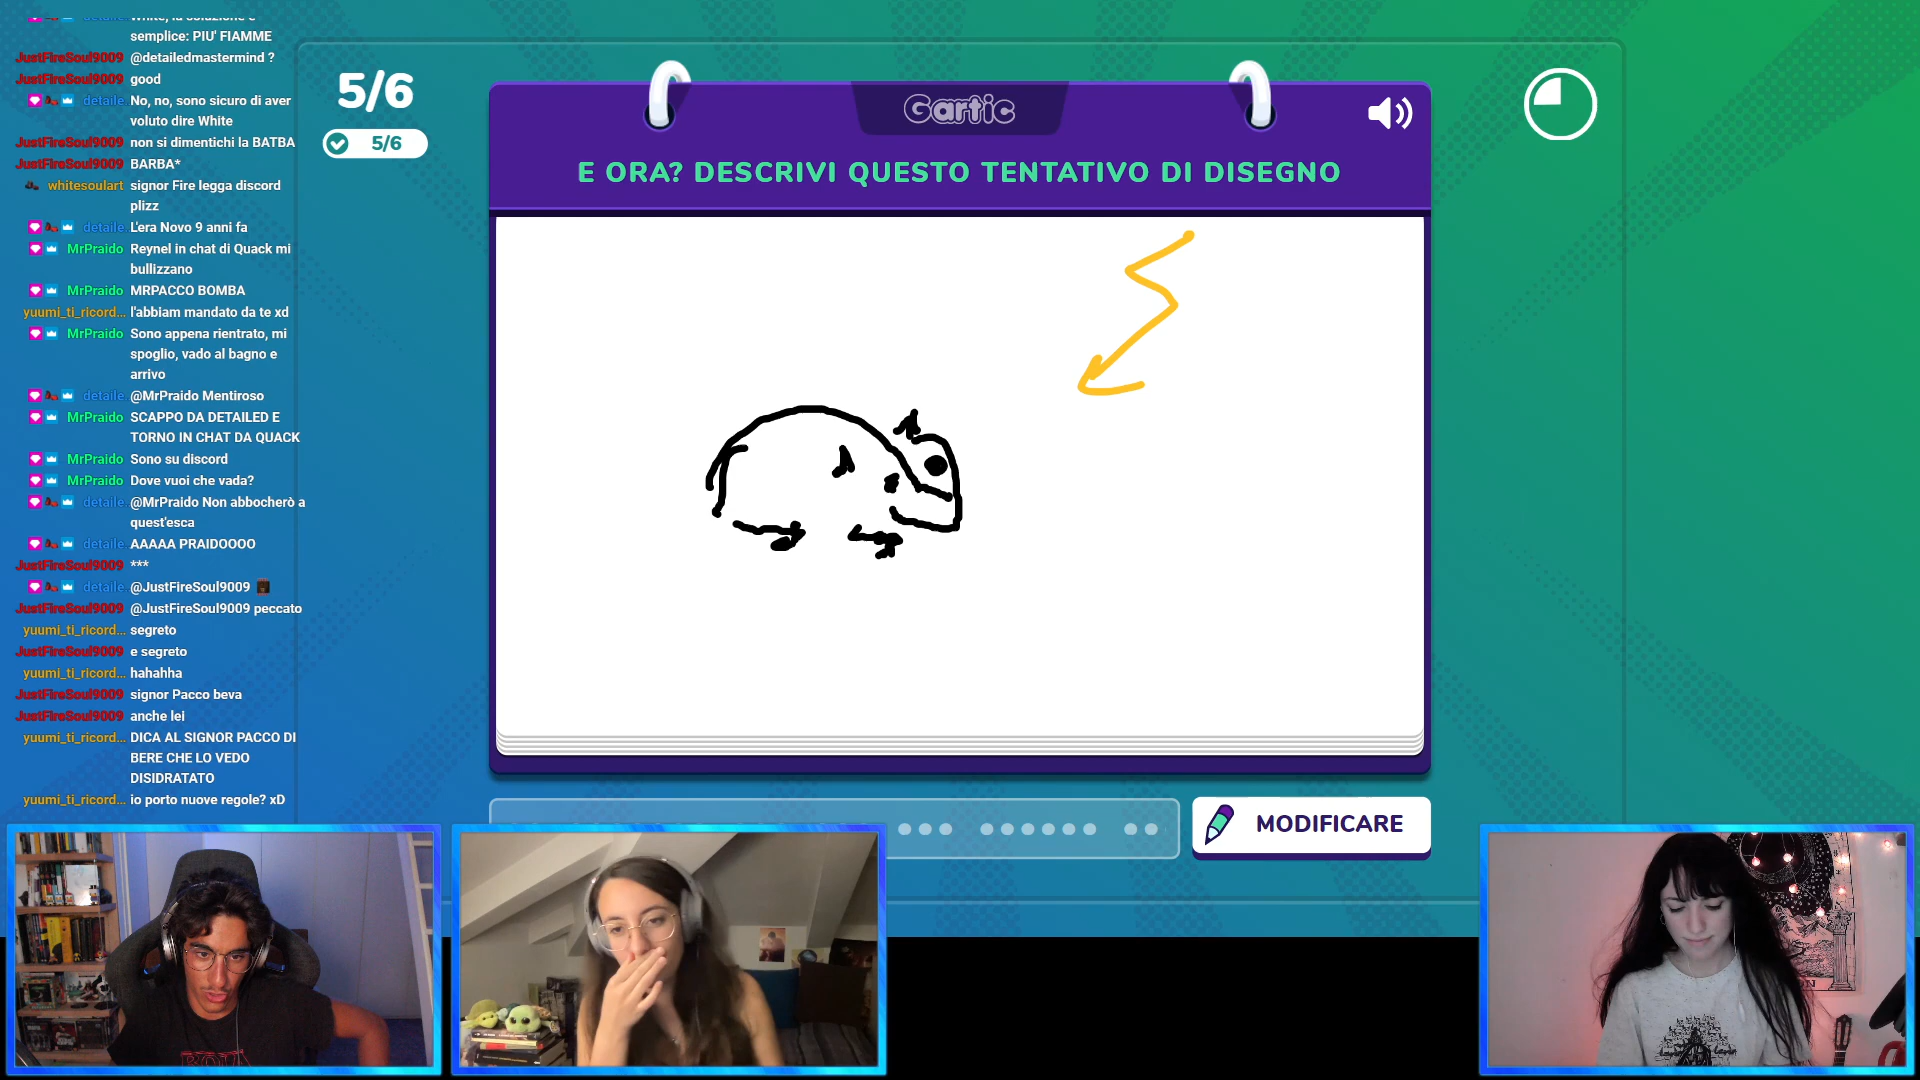 White, la soluzione è
semplice: PIU' FIAMME
JustFireSoul9009 @detailedmastermind ?
JustFireSoul9009 good
detaile... No, no, sono sicuro di aver
voluto dire White
JustFireSoul9009 non si dimentichi la BATBA
JustFireSoul9009 BARBA*
whitesoulart signor Fire legga discord
plizz
detaile... L'era Novo 9 anni fa
MrPraido Reynel in chat di Quack mi
bullizzano
MrPraido MRPACCO BOMBA
yuumi_ti_ricord... l'abbiam mandato da te xd
MrPraido Sono appena rientrato, mi
spoglio, vado al bagno e
arrivo
detaile... @MrPraido Mentiroso
MrPraido SCAPPO DA DETAILED E
TORNO IN CHAT DA QUACK
MrPraido Sono su discord
MrPraido Dove vuoi che vada?
detaile... @MrPraido Non abboccherò a
quest'esca
detaile... AAAAA PRAIDOOOO
JustFireSoul9009 ***
detaile... @JustFireSoul9009
JustFireSoul9009 @JustFireSoul9009 peccato
yuumi_ti_ricord... segreto
JustFireSoul9009 e segreto
yuumi_ti_ricord... hahahha
JustFireSoul9009 signor Pacco beva
JustFireSoul9009 anche lei
yuumi_ti_ricord... DICA AL SIGNOR PACCO DI
BERE CHE LO VEDO
DISIDRATATO
yuumi_ti_ricord... io porto nuove regole? xD
5/6
5/6
Gartic
E ORA? DESCRIVI QUESTO TENTATIVO DI DISEGNO
MODIFICARE